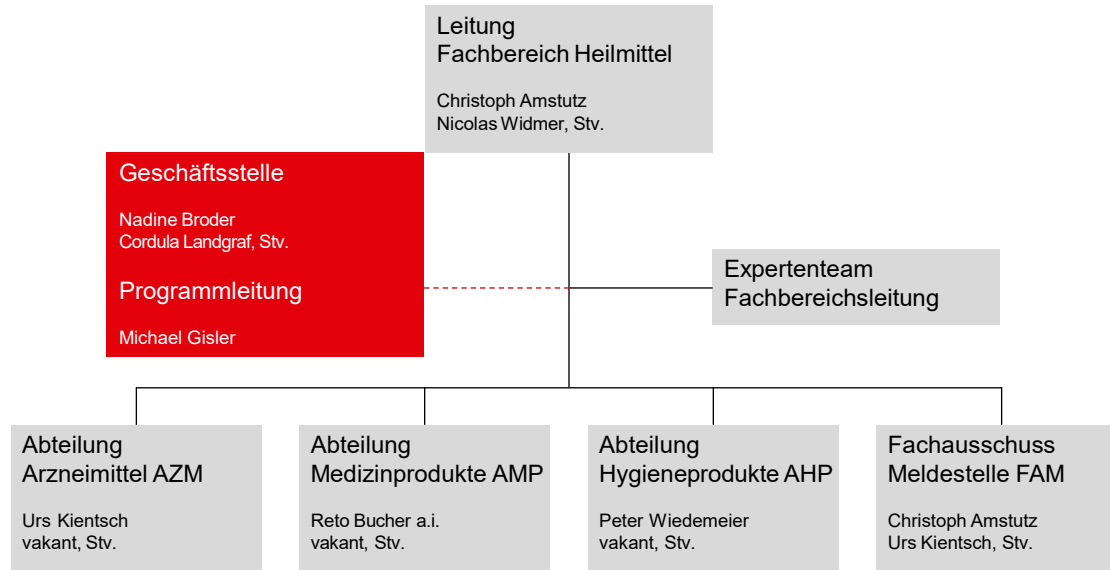 Leitung
Fachbereich Heilmittel
Christoph Amstutz
Nicolas Widmer, Stv.
Geschäftsstelle
Nadine Broder
Cordula Landgraf, Stv.
Programmleitung
Michael Gisler
Expertenteam
Fachbereichsleitung
Abteilung
Arzneimittel AZM
Urs Kientsch
vakant, Stv.
Abteilung
Medizinprodukte AMP
Reto Bucher a.i.
vakant, Stv.
Abteilung
Hygieneprodukte AHP
Peter Wiedemeier
vakant, Stv.
Fachausschuss
Meldestelle FAM
Christoph Amstutz
Urs Kientsch, Stv.